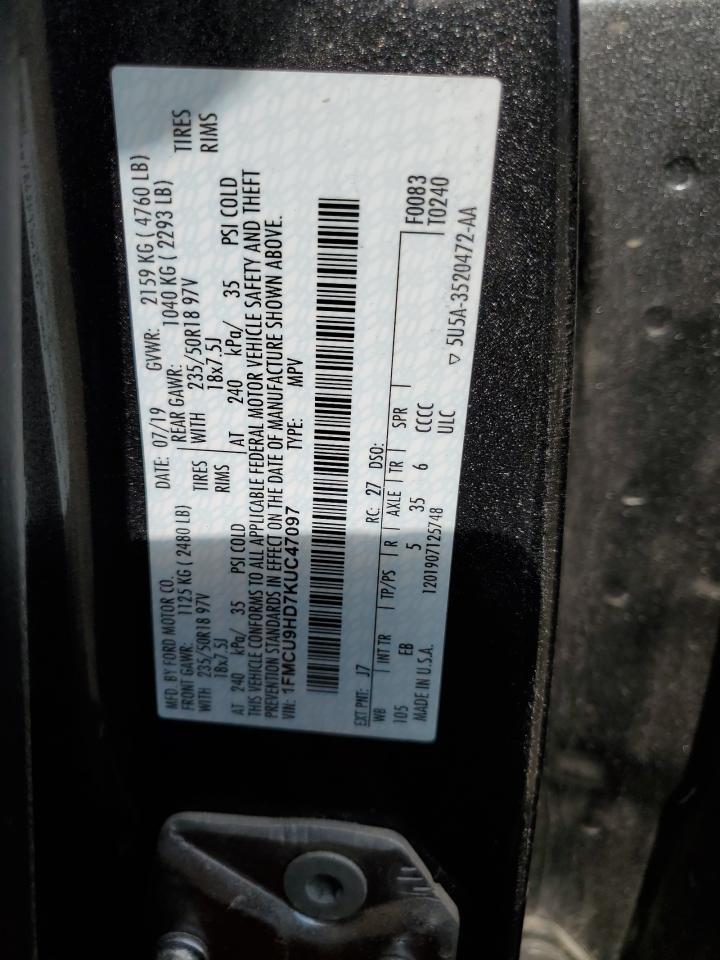 MFD. BY FORD MOTOR CO.
DATE: 07/19 GVWR: 2159 KG ( 4760 LB)
FRONT GAWR: 1125 KG ( 2480 LB)
REAR GAWR: 1040 KG ( 2293 LB)
WITH 235/50R18 97V TIRES
WITH 235/50R18 97V TIRES
18x7.5J RIMS
18x7.5J RIMS
AT 240 kPa/ 35 PSI COLD
AT 240 kPa/ 35 PSI COLD
THIS VEHICLE CONFORMS TO ALL APPLICABLE FEDERAL MOTOR VEHICLE SAFETY AND THEFT
PREVENTION STANDARDS IN EFFECT ON THE DATE OF MANUFACTURE SHOWN ABOVE.
VIN: 1FMCU9HD7KUC47097
TYPE: MPV
EXT PNT: J7 RC: 27 DSO:
WB INT TR TP/PS R AXLE TR SPR
F0083
T0240
105 EB 5 35 6 CCCC
ULC
MADE IN U.S.A. 1201907125748
▽ 5U5A-3520472-AA